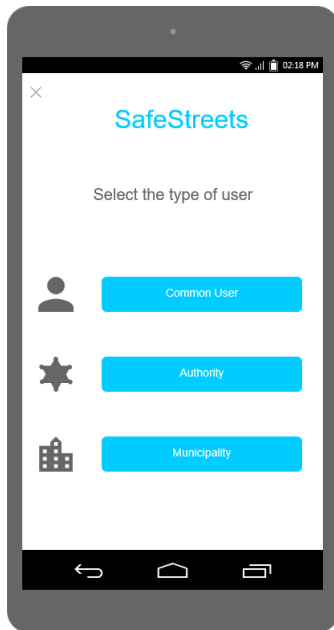 02:18 PM
SafeStreets
Select the type of user
Common User
Authority
Municipality